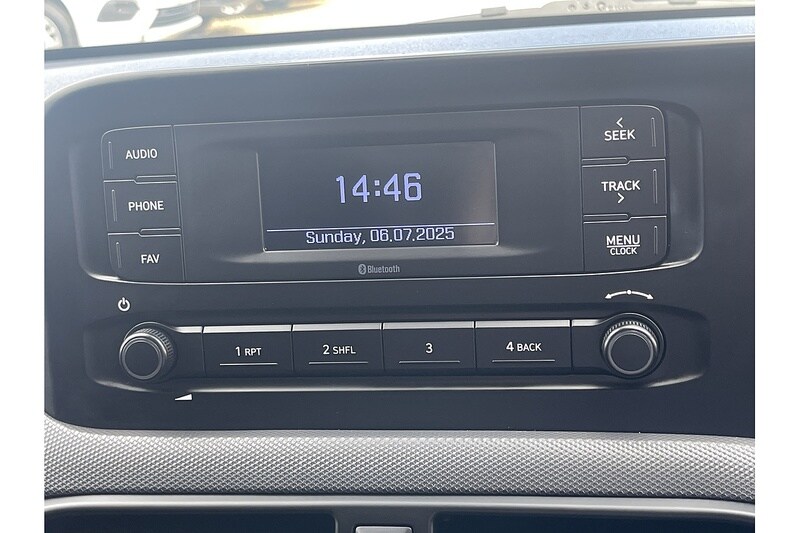 AUDIO
PHONE
FAV
14:46
Sunday, 06.07.2025
Bluetooth
< SEEK
TRACK >
MENU
CLOCK
1 RPT
2 SHFL
3
4 BACK